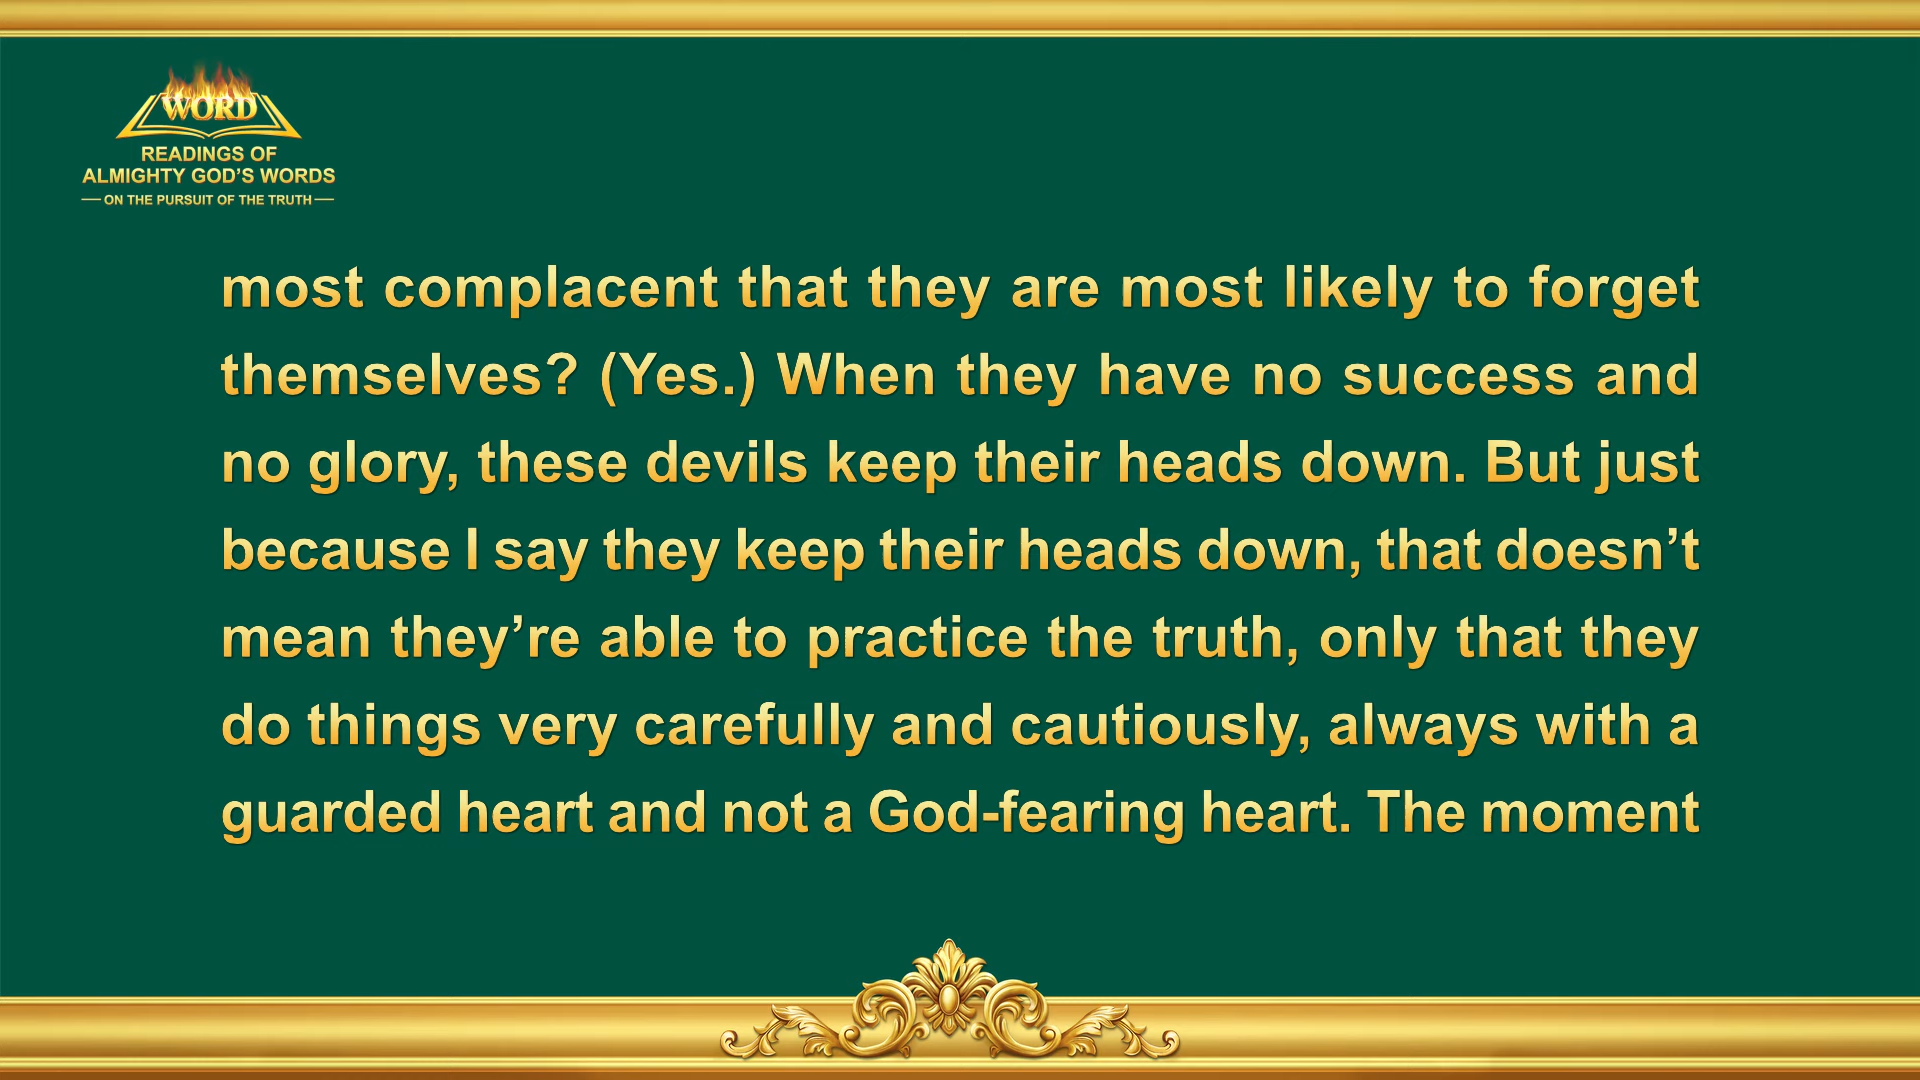 WORD
READINGS OF
ALMIGHTY GOD'S WORDS
— ON THE PURSUIT OF THE TRUTH —
most complacent that they are most likely to forget
themselves? (Yes.) When they have no success and
no glory, these devils keep their heads down. But just
because I say they keep their heads down, that doesn’t
mean they’re able to practice the truth, only that they
do things very carefully and cautiously, always with a
guarded heart and not a God-fearing heart. The moment